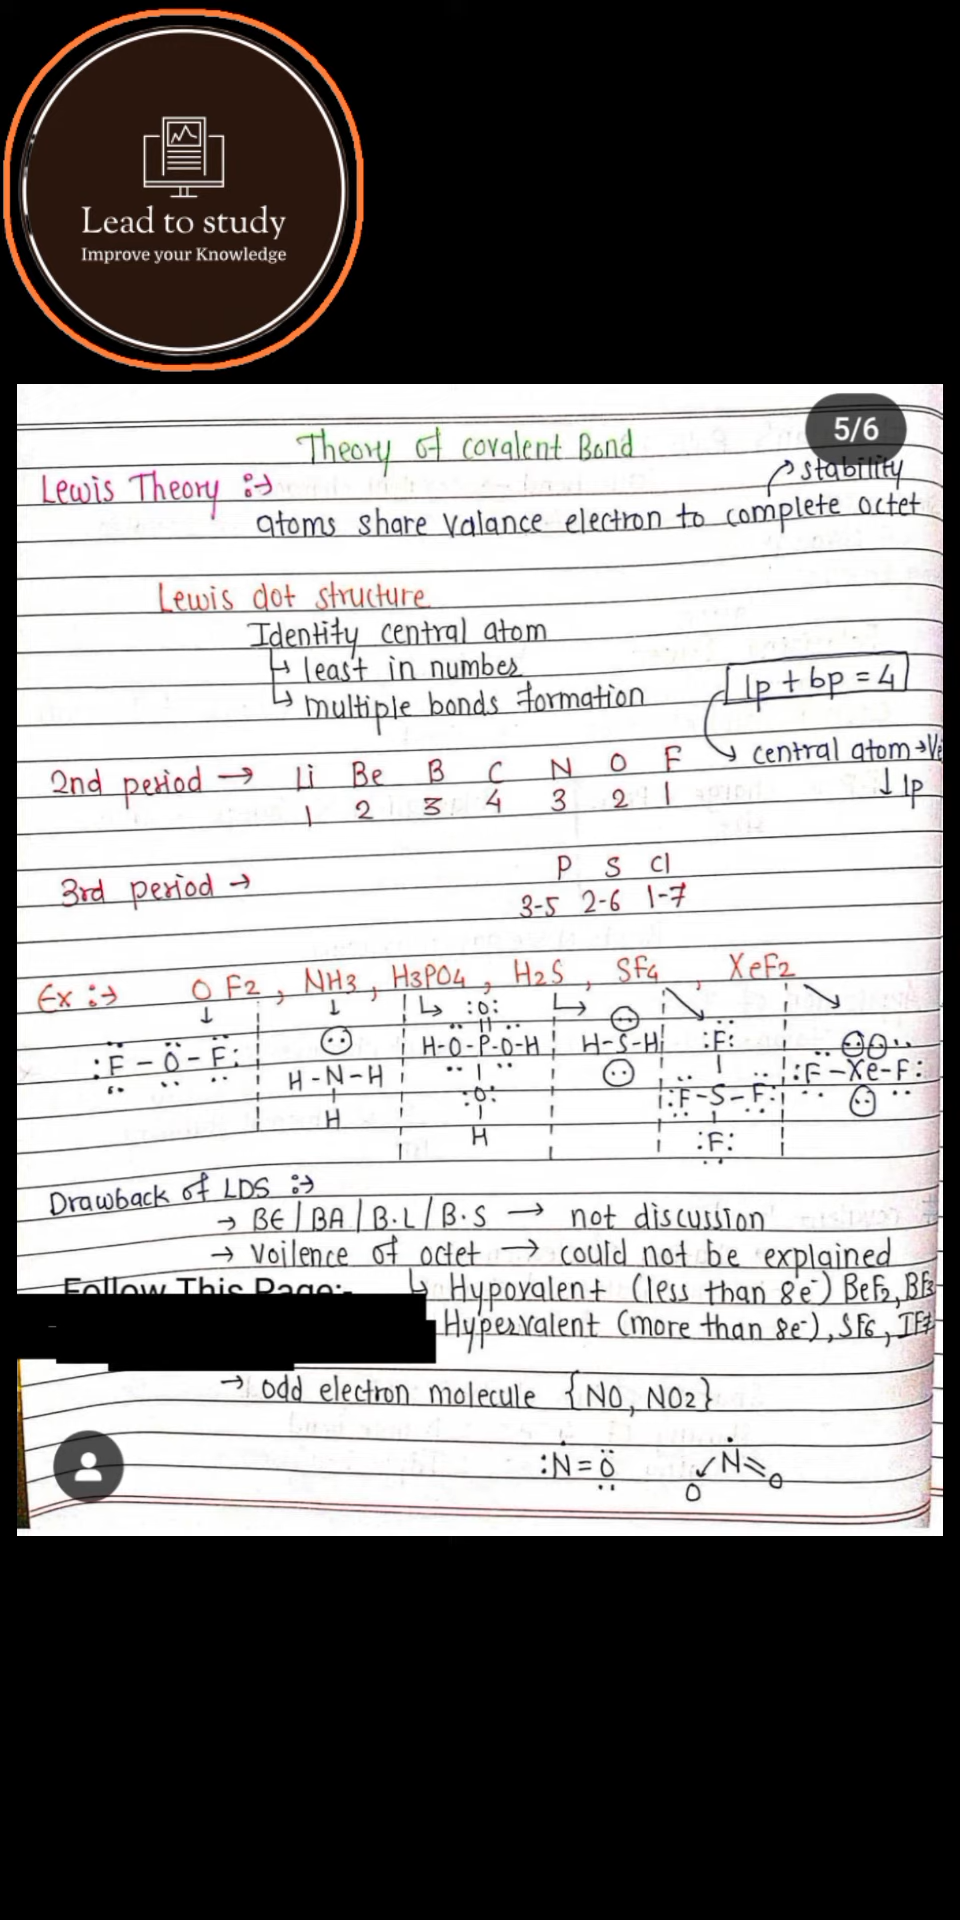 Lead to study
Improve your Knowledge
5/6
Theory of covalent Bond
stability
Lewis Theory :→
atoms share valance electron to complete octet
Lewis dot structure
Identify central atom
↳ least in number
↳ multiple bonds formation
lp + bp = 4
central atom →
↓ lp
2nd period → Li Be B C N O F
1 2 3 4 3 2 1
3rd period → P S Cl
3-5 2-6 1-7
Ex :→ OF2, NH3, H3PO4, H2S, SF4, XeF2
:F - O - F:
H - N - H
H
:O:
H-O-P-O-H
:O:
H
H-S-H
:F:
:F-S-F:
:F:
:F-Xe-F:
Drawback of LDS :→
→ BE / BA / B.L / B.S → not discussion
→ Voilence of octet → could not be explained
Follow This Page:-
↳ Hypovalent (less than 8e-) BeF2, BF3
Hypervalent (more than 8e-), SF6, IF7
→ odd electron molecule {NO, NO2}
:N=O
N
O O